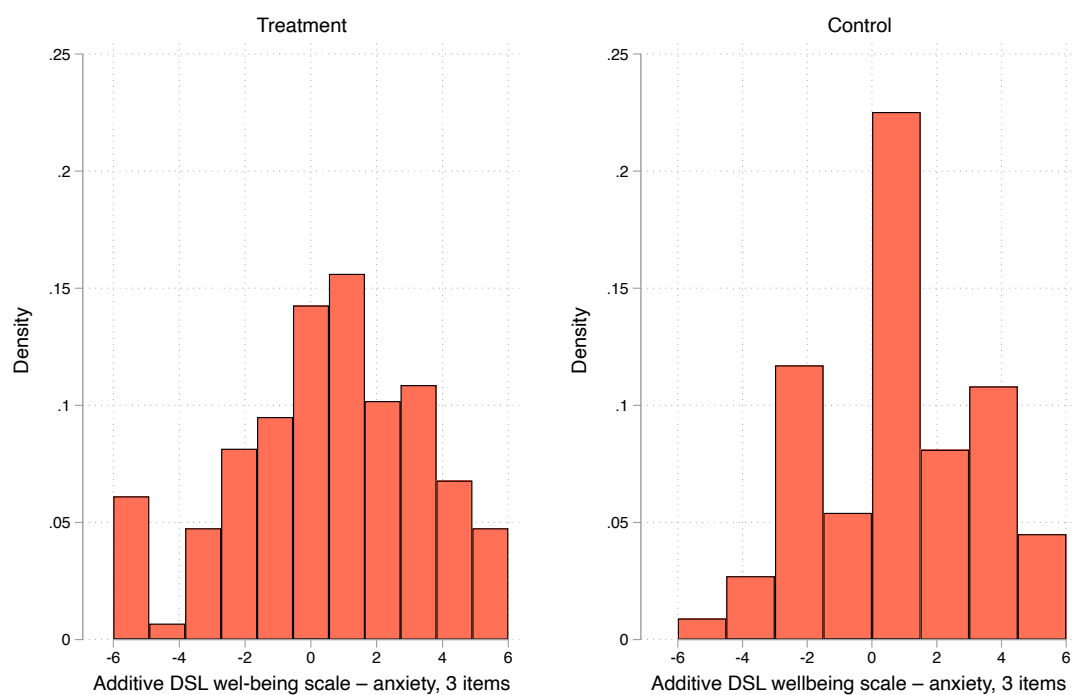 Treatment
Control
.25
.2
.15
.1
.05
0
Density
-6 -4 -2 0 2 4 6
Additive DSL wel-being scale – anxiety, 3 items
.25
.2
.15
.1
.05
0
Density
-6 -4 -2 0 2 4 6
Additive DSL wellbeing scale – anxiety, 3 items